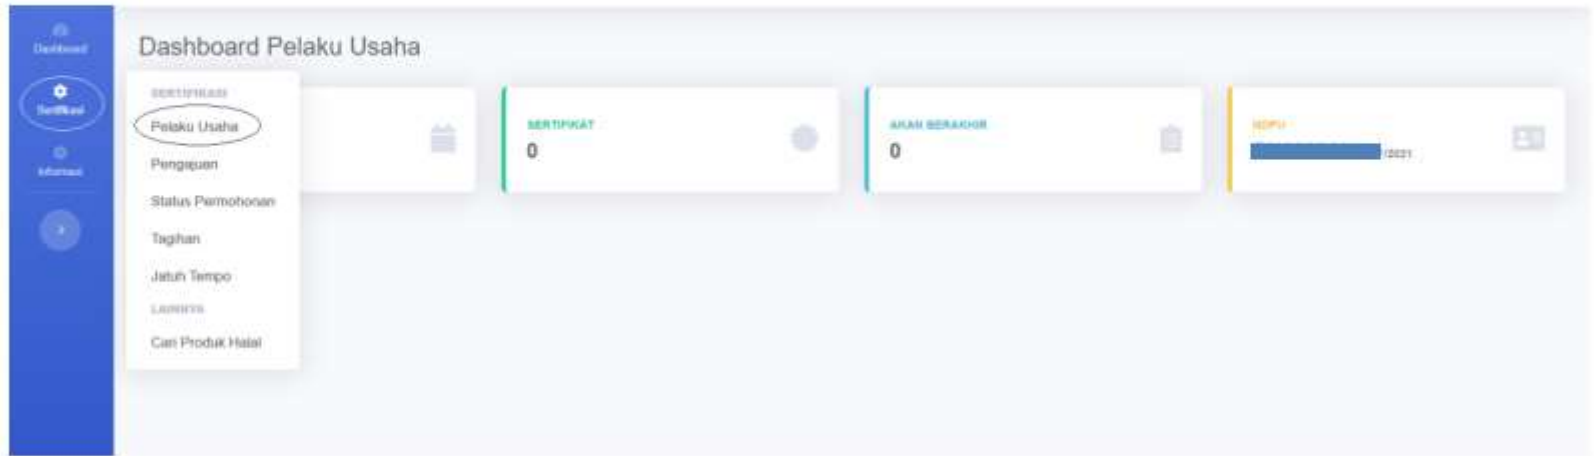 Dashboard
Sertifikasi
Informasi
Dashboard Pelaku Usaha
SERTIFIKASI
Pelaku Usaha
Pengajuan
Status Permohonan
Tagihan
Jatuh Tempo
LAINNYA
Cari Produk Halal
SERTIFIKAT
0
AKAN BERAKHIR
0
/2021